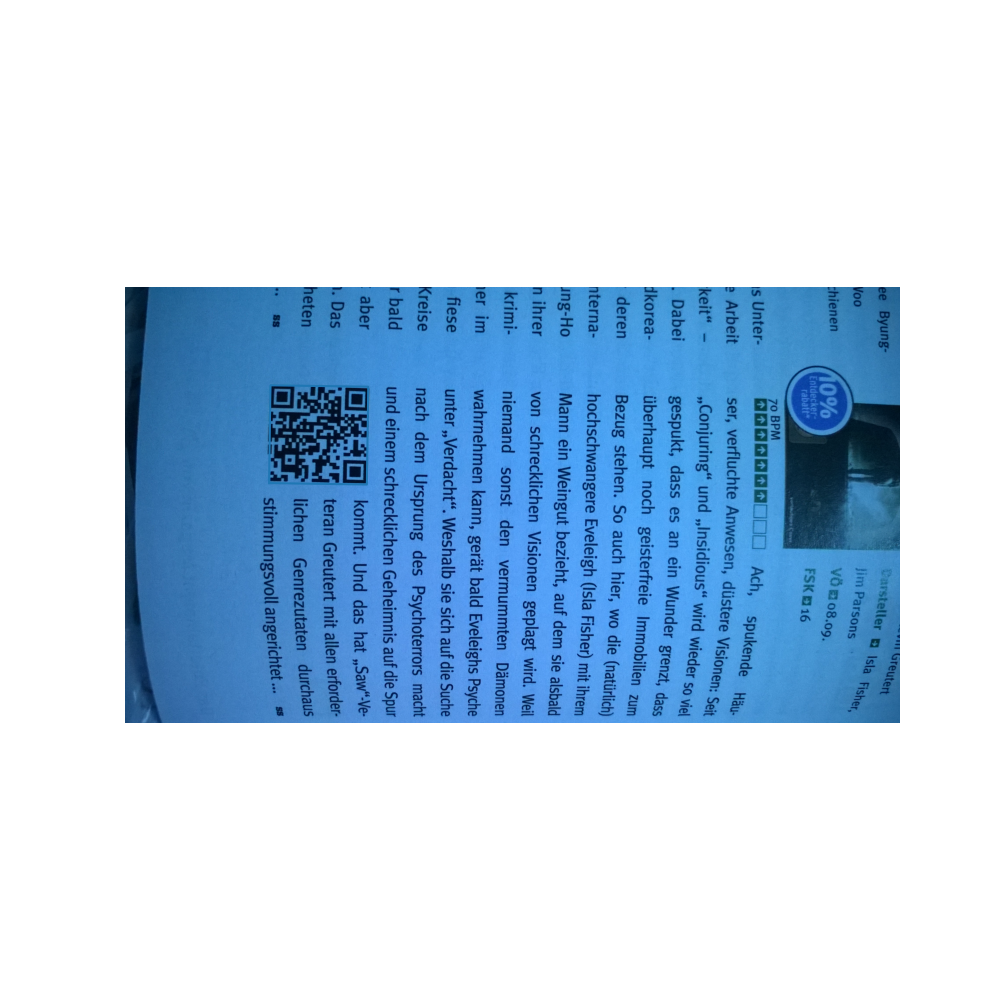 ee Byung-
Woo
chienen
s Unter-
e Arbeit
keit“ –
. Dabei
dkorea-
deren
nterna-
ung-Ho
n ihrer
krimi-
ner im
fiese
Kreise
r bald
aber
. Das
heten
... SB
10%
Entdecker-
rabatt*
Greutert
Darsteller Isla Fisher,
Jim Parsons
VÖ 08.09.
FSK 16
70 BPM
Ach, spukende Häu-
ser, verfluchte Anwesen, düstere Visionen: Seit
„Conjuring“ und „Insidious“ wird wieder so viel
gespukt, dass es an ein Wunder grenzt, dass
überhaupt noch geisterfreie Immobilien zum
Bezug stehen. So auch hier, wo die (natürlich)
hochschwangere Eveleigh (Isla Fisher) mit ihrem
Mann ein Weingut bezieht, auf dem sie alsbald
von schrecklichen Visionen geplagt wird. Weil
niemand sonst den vermummten Dämonen
wahrnehmen kann, gerät bald Eveleighs Psyche
unter „Verdacht“. Weshalb sie sich auf die Suche
nach dem Ursprung des Psychoterrors macht
und einem schrecklichen Geheimnis auf die Spur
kommt. Und das hat „Saw“-Ve-
teran Greutert mit allen erforder-
lichen Genrezutaten durchaus
stimmungsvoll angerichtet ... SB